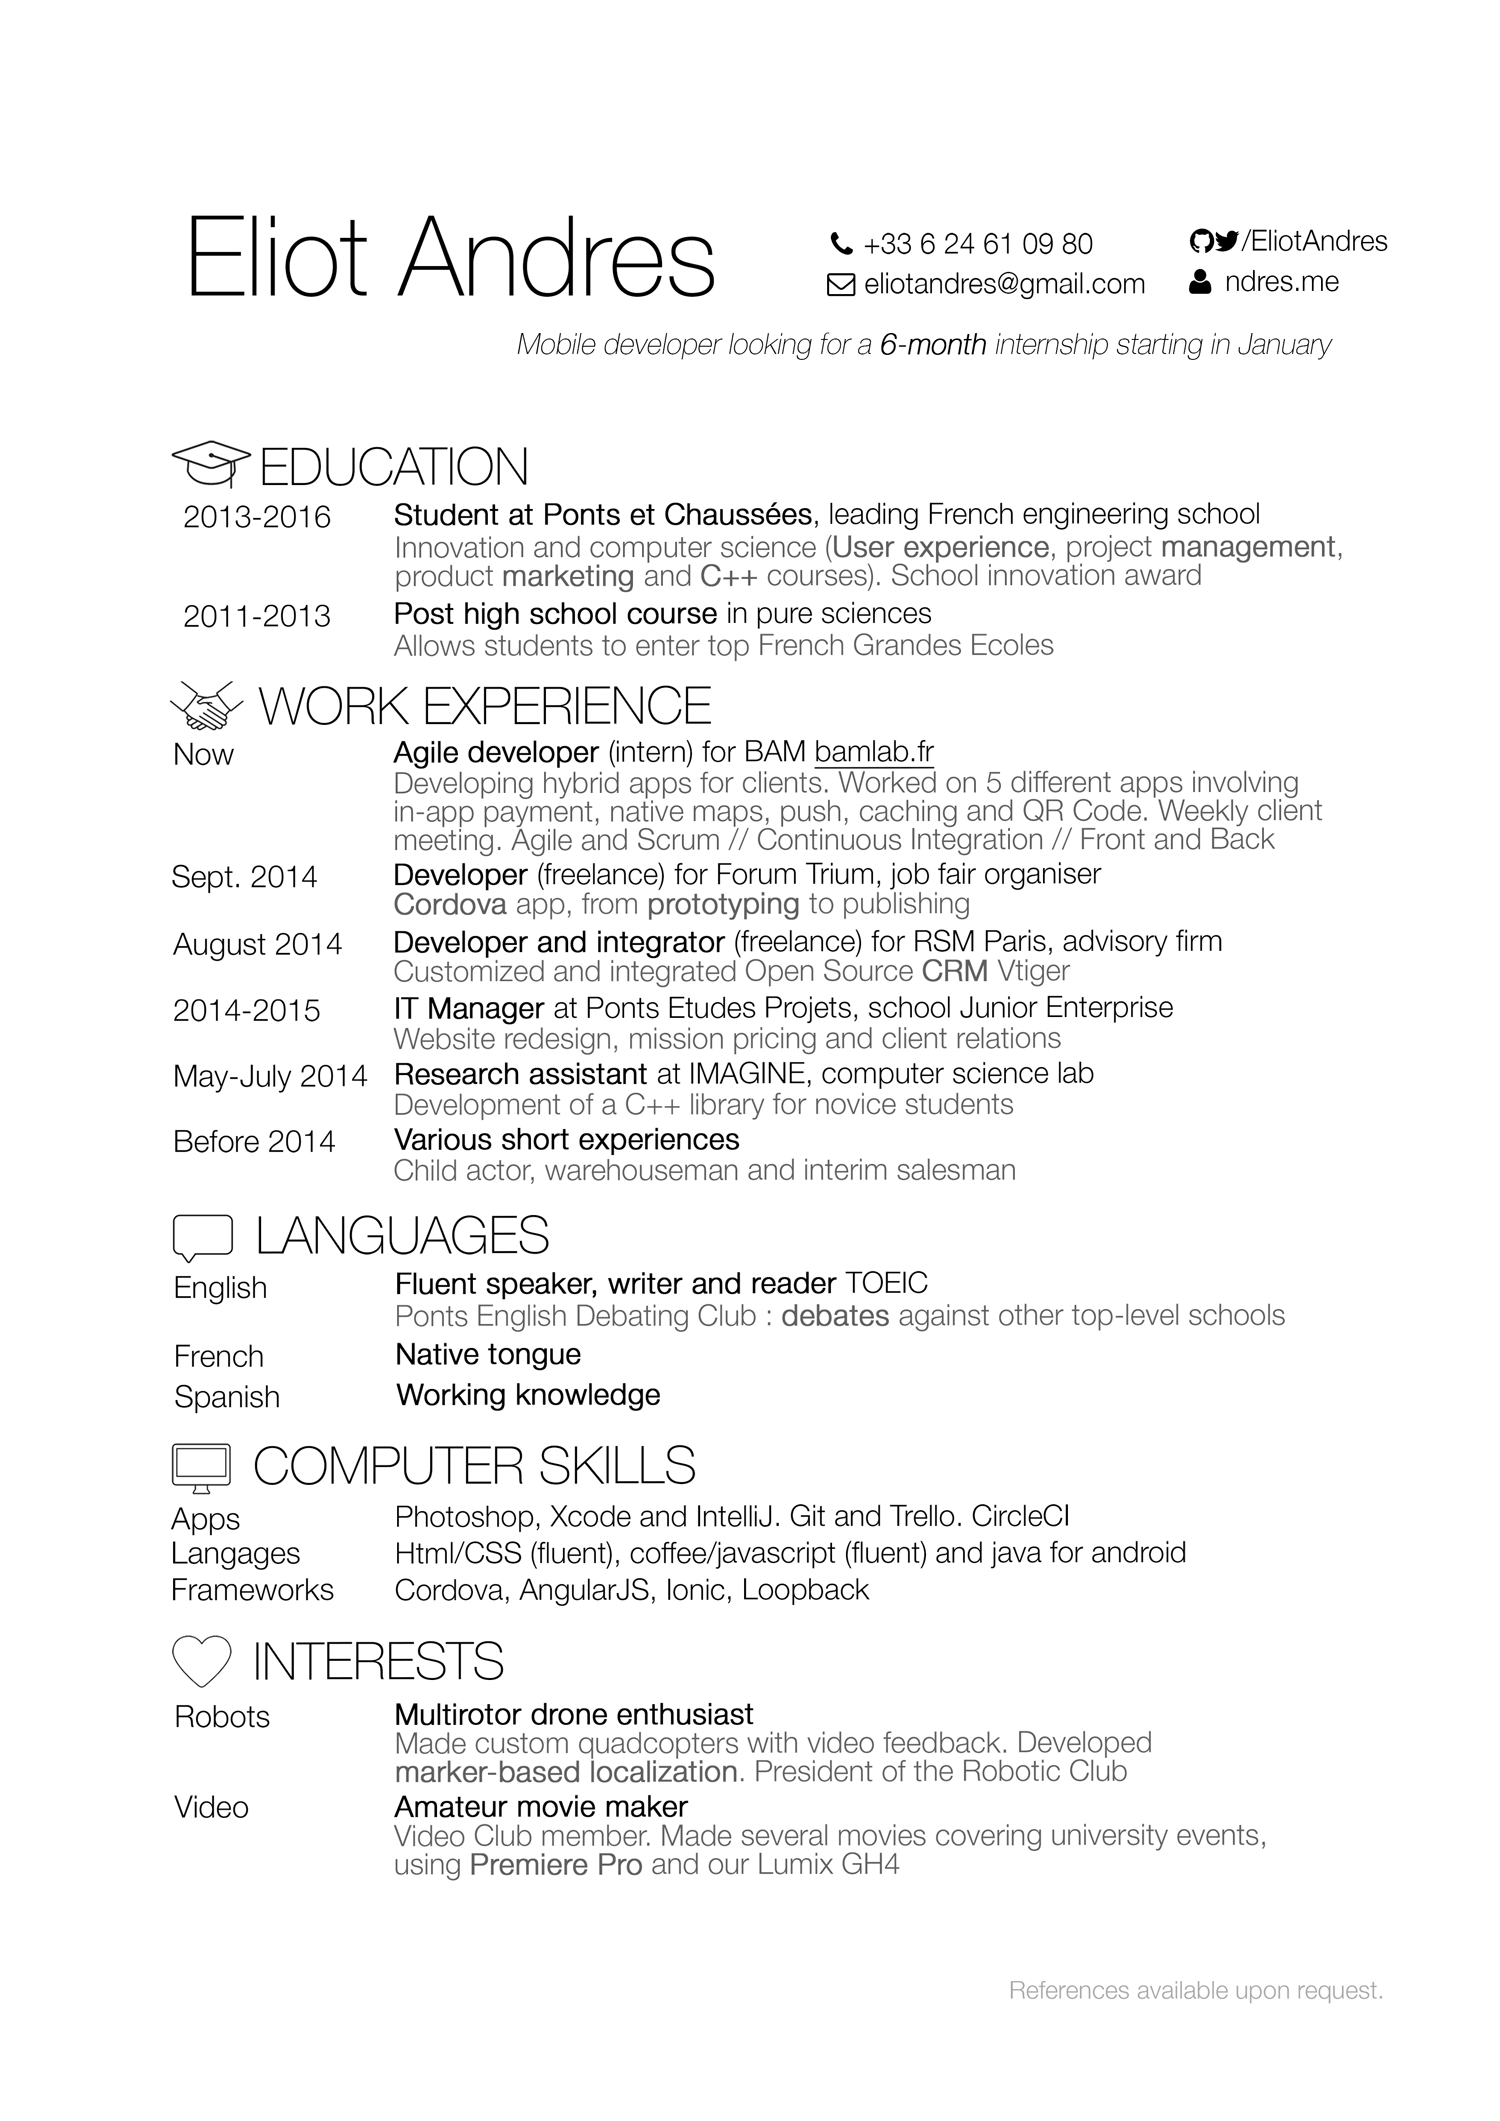 Eliot Andres
+33 6 24 61 09 80
/EliotAndres
eliotandres@gmail.com
ndres.me
Mobile developer looking for a 6-month internship starting in January
EDUCATION
2013-2016 Student at Ponts et Chaussées, leading French engineering school
Innovation and computer science (User experience, project management,
product marketing and C++ courses). School innovation award
2011-2013 Post high school course in pure sciences
Allows students to enter top French Grandes Ecoles
WORK EXPERIENCE
Now Agile developer (intern) for BAM bamlab.fr
Developing hybrid apps for clients. Worked on 5 different apps involving
in-app payment, native maps, push, caching and QR Code. Weekly client
meeting. Agile and Scrum // Continuous Integration // Front and Back
Sept. 2014 Developer (freelance) for Forum Trium, job fair organiser
Cordova app, from prototyping to publishing
August 2014 Developer and integrator (freelance) for RSM Paris, advisory firm
Customized and integrated Open Source CRM Vtiger
2014-2015 IT Manager at Ponts Etudes Projets, school Junior Enterprise
Website redesign, mission pricing and client relations
May-July 2014 Research assistant at IMAGINE, computer science lab
Development of a C++ library for novice students
Before 2014 Various short experiences
Child actor, warehouseman and interim salesman
LANGUAGES
English Fluent speaker, writer and reader TOEIC
Ponts English Debating Club : debates against other top-level schools
French Native tongue
Spanish Working knowledge
COMPUTER SKILLS
Apps Photoshop, Xcode and IntelliJ. Git and Trello. CircleCI
Langages Html/CSS (fluent), coffee/javascript (fluent) and java for android
Frameworks Cordova, AngularJS, Ionic, Loopback
INTERESTS
Robots Multirotor drone enthusiast
Made custom quadcopters with video feedback. Developed
marker-based localization. President of the Robotic Club
Video Amateur movie maker
Video Club member. Made several movies covering university events,
using Premiere Pro and our Lumix GH4
References available upon request.